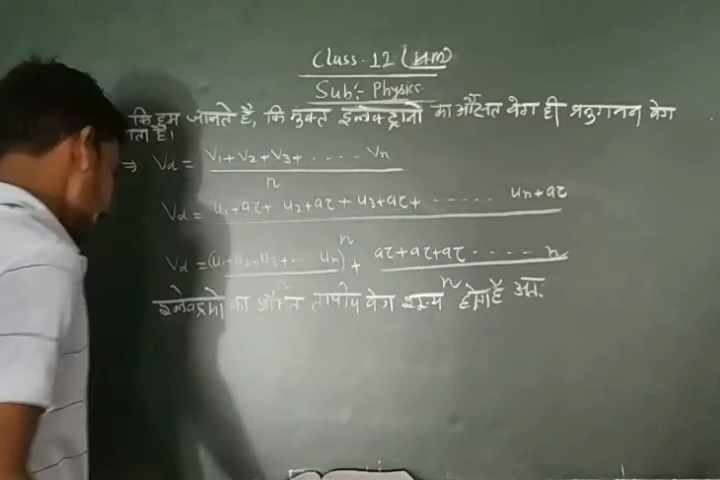 Class-12 (HM)
Sub:- Physics
कि हम जानते हैं, कि मुक्त इलेक्ट्रानो का औसत वेग ही अनुगमन वेग
ता है।
⇒ Vd = V1+V2+V3+.....Vn / n
Vd = u1+aτ+ u2+aτ+u3+aτ+ ...... un+aτ / n
Vd = (u1+u2+u3+.. un) / n + aτ+aτ+aτ.....n / n
इलेक्ट्रानो का औसत तापीय वेग शून्य होता है अतः